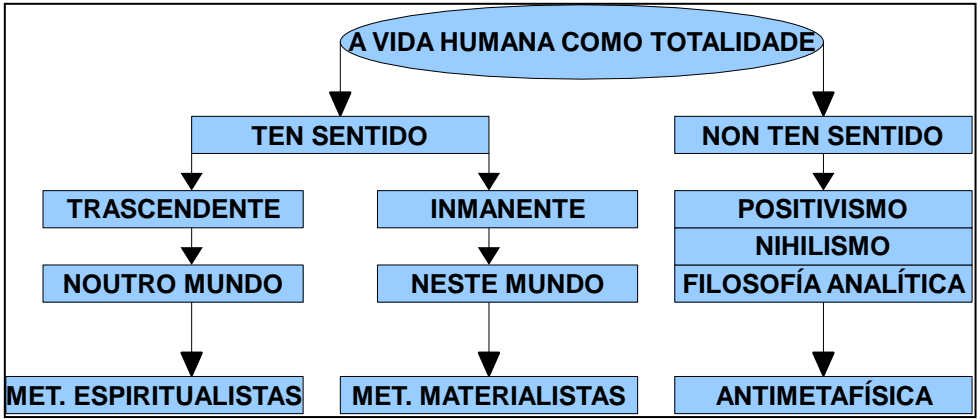 A VIDA HUMANA COMO TOTALIDADE
TEN SENTIDO
NON TEN SENTIDO
TRASCENDENTE
INMANENTE
POSITIVISMO
NIHILISMO
NOUTRO MUNDO
NESTE MUNDO
FILOSOFÍA ANALÍTICA
MET. ESPIRITUALISTAS
MET. MATERIALISTAS
ANTIMETAFÍSICA